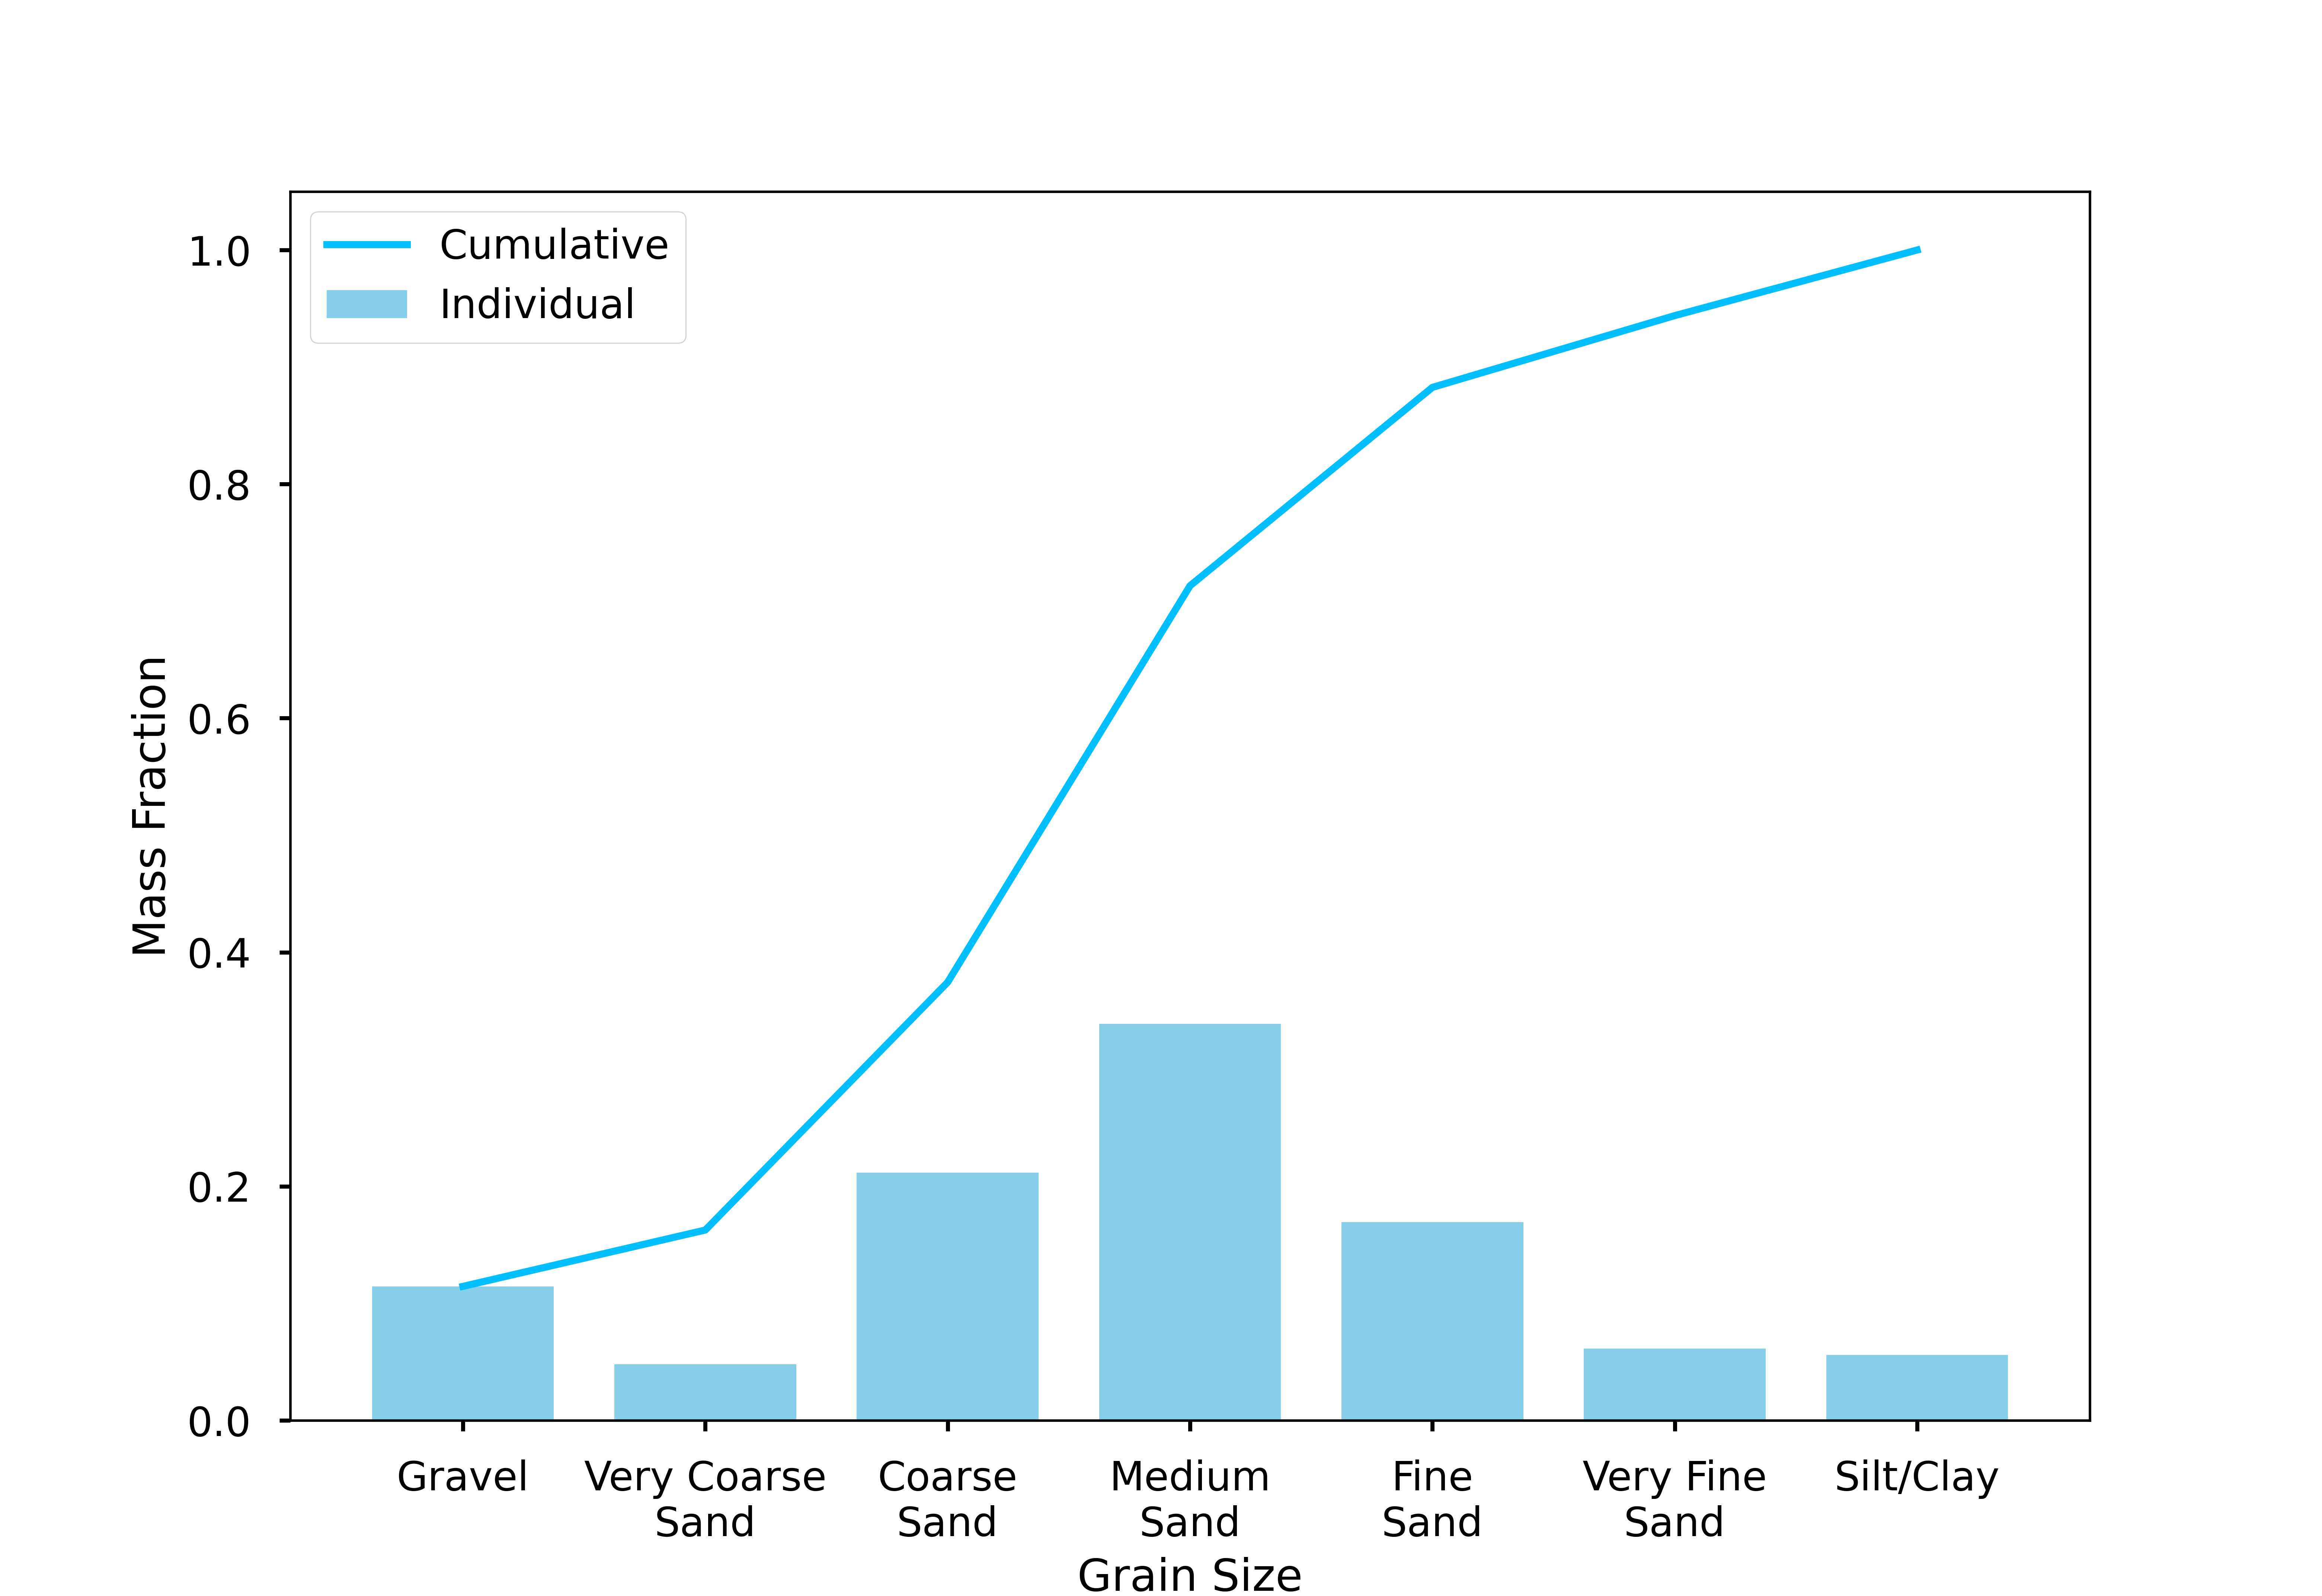 Cumulative
Individual
1.0
0.8
0.6
0.4
0.2
0.0
Mass Fraction
Gravel
Very Coarse
Sand
Coarse
Sand
Medium
Sand
Fine
Sand
Very Fine
Sand
Silt/Clay
Grain Size